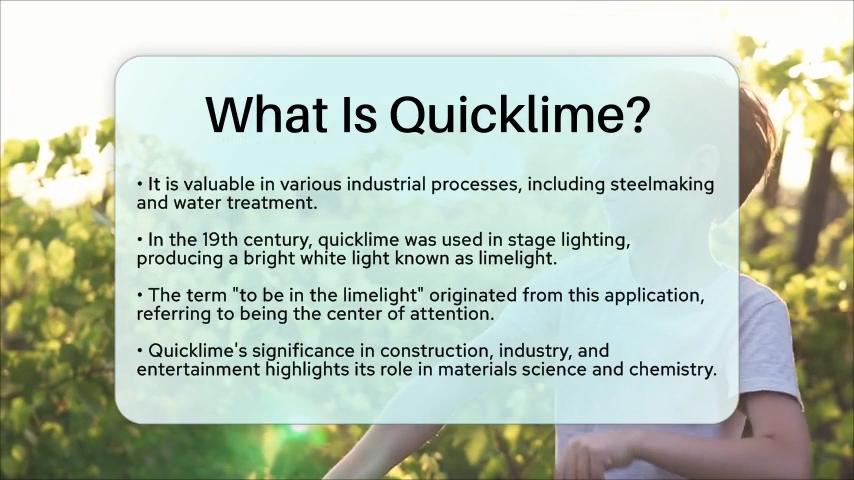 What Is Quicklime?
• It is valuable in various industrial processes, including steelmaking
and water treatment.
• In the 19th century, quicklime was used in stage lighting,
producing a bright white light known as limelight.
• The term "to be in the limelight" originated from this application,
referring to being the center of attention.
• Quicklime's significance in construction, industry, and
entertainment highlights its role in materials science and chemistry.